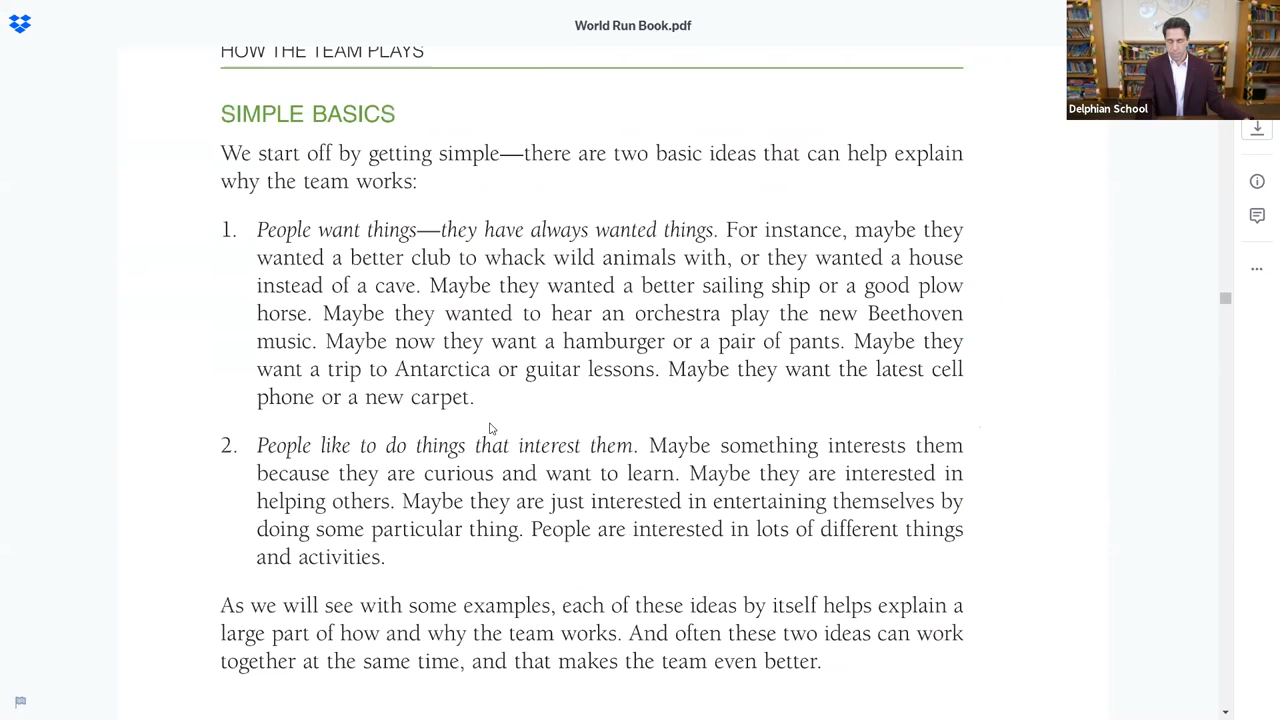 World Run Book.pdf
Delphian School
HOW THE TEAM PLAYS
SIMPLE BASICS
We start off by getting simple—there are two basic ideas that can help explain
why the team works:
1. People want things—they have always wanted things. For instance, maybe they
wanted a better club to whack wild animals with, or they wanted a house
instead of a cave. Maybe they wanted a better sailing ship or a good plow
horse. Maybe they wanted to hear an orchestra play the new Beethoven
music. Maybe now they want a hamburger or a pair of pants. Maybe they
want a trip to Antarctica or guitar lessons. Maybe they want the latest cell
phone or a new carpet.
2. People like to do things that interest them. Maybe something interests them
because they are curious and want to learn. Maybe they are interested in
helping others. Maybe they are just interested in entertaining themselves by
doing some particular thing. People are interested in lots of different things
and activities.
As we will see with some examples, each of these ideas by itself helps explain a
large part of how and why the team works. And often these two ideas can work
together at the same time, and that makes the team even better.